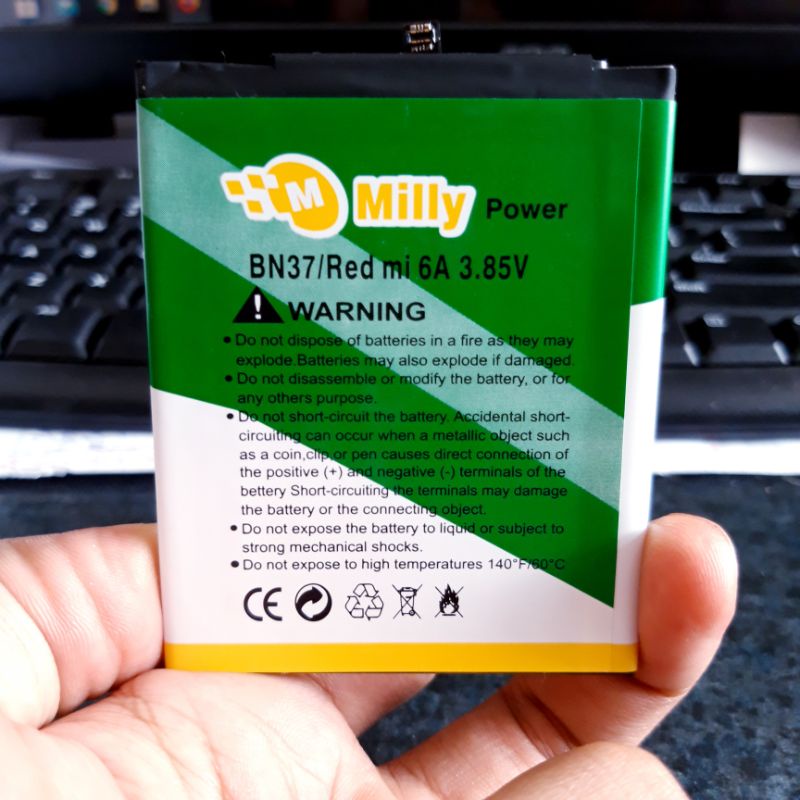 M Milly Power
BN37/Red mi 6A 3.85V
WARNING
• Do not dispose of batteries in a fire as they may
explode.Batteries may also explode if damaged.
• Do not disassemble or modify the battery, or for
any others purpose.
• Do not short-circuit the battery. Accidental short-
circuiting can occur when a metallic object such
as a coin,clip,or pen causes direct connection of
the positive (+) and negative (-) terminals of the
bettery Short-circuiting the terminals may damage
the battery or the connecting object.
• Do not expose the battery to liquid or subject to
strong mechanical shocks.
• Do not expose to high temperatures 140°F/60°C
CE